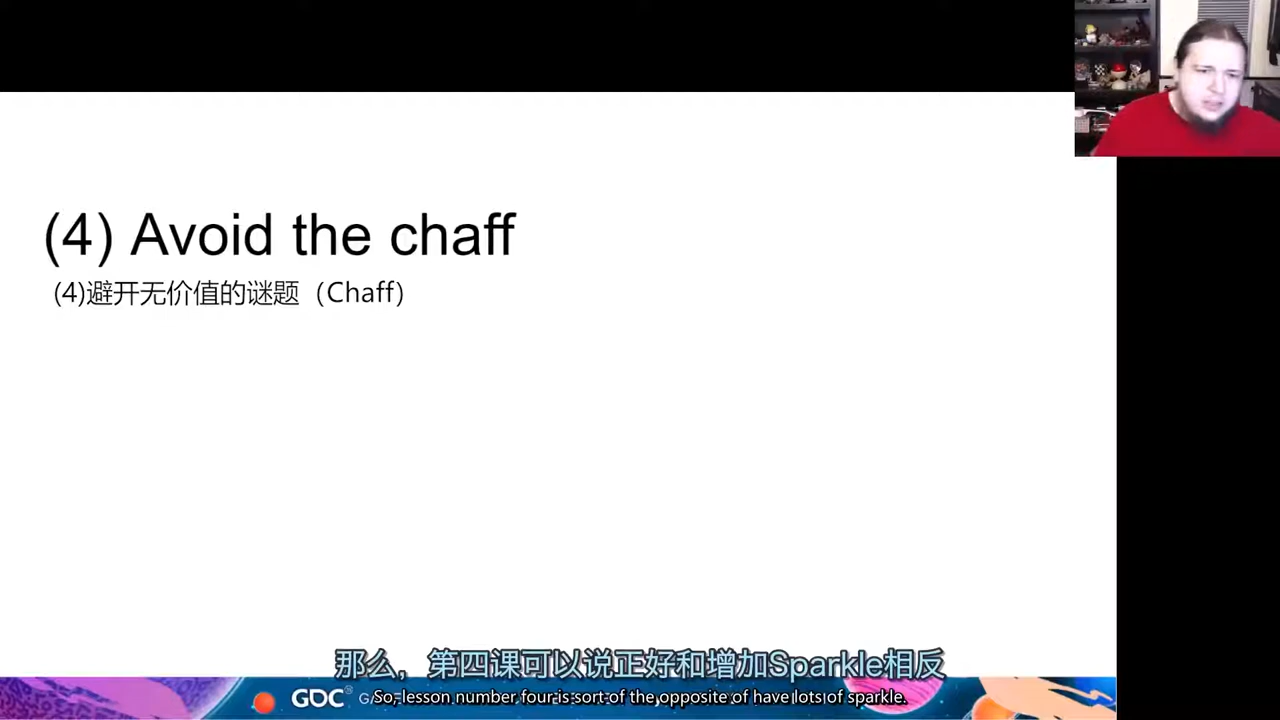 (4) Avoid the chaff
(4)避开无价值的谜题（Chaff）
那么，第四课可以说正好和增加Sparkle相反
GDC
So, lesson number four is sort of the opposite of have lots of sparkle.